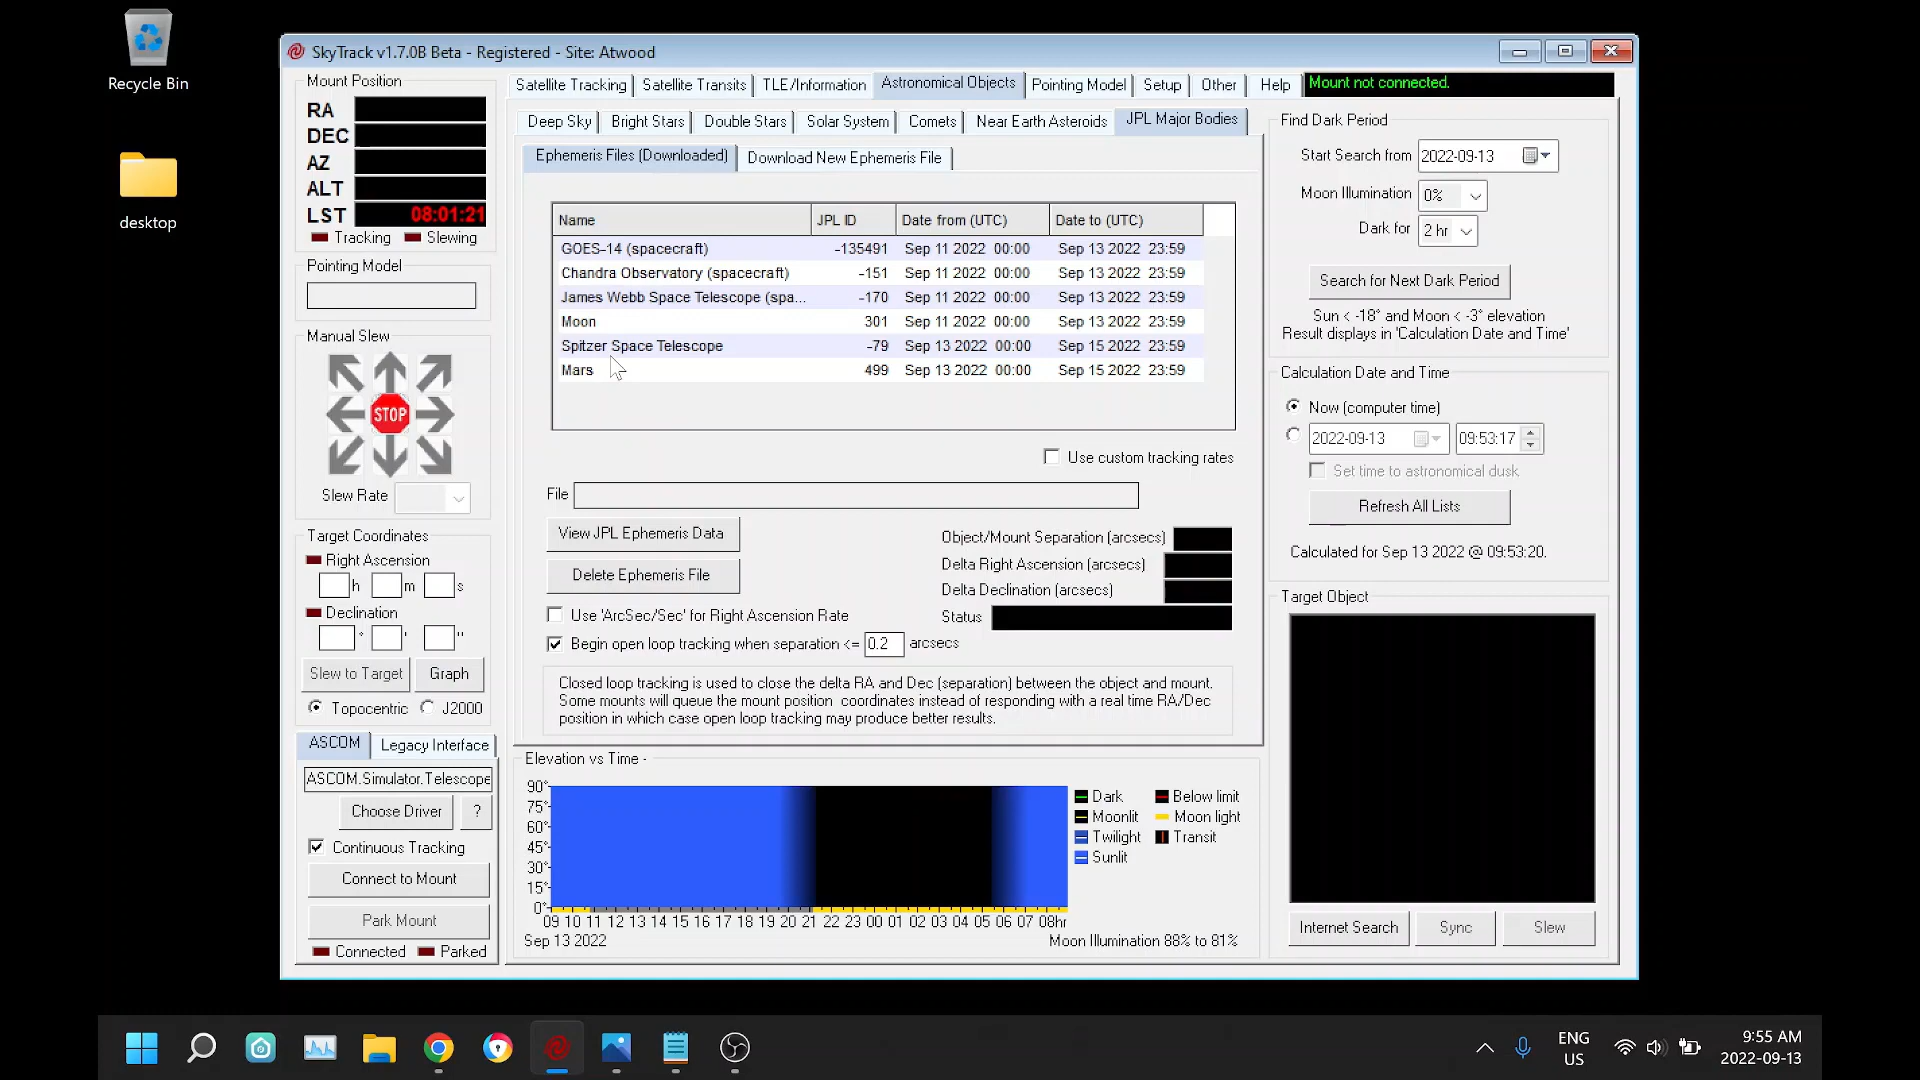 Recycle Bin
desktop
SkyTrack v1.7.0B Beta - Registered - Site: Atwood
Mount Position
RA
DEC
AZ
ALT
LST 08:01:21
Tracking Slewing
Pointing Model
Manual Slew
STOP
Slew Rate
Target Coordinates
Right Ascension
h m s
Declination
° ' "
Slew to Target Graph
Topocentric J2000
ASCOM Legacy Interface
ASCOM.Simulator.Telescope
Choose Driver ?
Continuous Tracking
Connect to Mount
Park Mount
Connected Parked
Satellite Tracking Satellite Transits TLE/Information Astronomical Objects Pointing Model Setup Other Help
Mount not connected.
Deep Sky Bright Stars Double Stars Solar System Comets Near Earth Asteroids JPL Major Bodies
Ephemeris Files (Downloaded) Download New Ephemeris File
Name JPL ID Date from (UTC) Date to (UTC)
GOES-14 (spacecraft) -135491 Sep 11 2022 00:00 Sep 13 2022 23:59
Chandra Observatory (spacecraft) -151 Sep 11 2022 00:00 Sep 13 2022 23:59
James Webb Space Telescope (spa... -170 Sep 11 2022 00:00 Sep 13 2022 23:59
Moon 301 Sep 11 2022 00:00 Sep 13 2022 23:59
Spitzer Space Telescope -79 Sep 13 2022 00:00 Sep 15 2022 23:59
Mars 499 Sep 13 2022 00:00 Sep 15 2022 23:59
Use custom tracking rates
File
View JPL Ephemeris Data
Delete Ephemeris File
Object/Mount Separation (arcsecs)
Delta Right Ascension (arcsecs)
Delta Declination (arcsecs)
Status
Use 'ArcSec/Sec' for Right Ascension Rate
Begin open loop tracking when separation <= 0.2 arcsecs
Closed loop tracking is used to close the delta RA and Dec (separation) between the object and mount.
Some mounts will queue the mount position coordinates instead of responding with a real time RA/Dec
position in which case open loop tracking may produce better results.
Elevation vs Time -
90°
75°
60°
45°
30°
15°
0°
09 10 11 12 13 14 15 16 17 18 19 20 21 22 23 00 01 02 03 04 05 06 07 08hr
Sep 13 2022
Moon Illumination 88% to 81%
Dark Below limit
Moonlit Moon light
Twilight Transit
Sunlit
Find Dark Period
Start Search from 2022-09-13
Moon Illumination 0%
Dark for 2 hr
Search for Next Dark Period
Sun < -18° and Moon < -3° elevation
Result displays in 'Calculation Date and Time'
Calculation Date and Time
Now (computer time)
2022-09-13 09:53:17
Set time to astronomical dusk
Refresh All Lists
Calculated for Sep 13 2022 @ 09:53:20.
Target Object
Internet Search Sync Slew
ENG
US
9:55 AM
2022-09-13